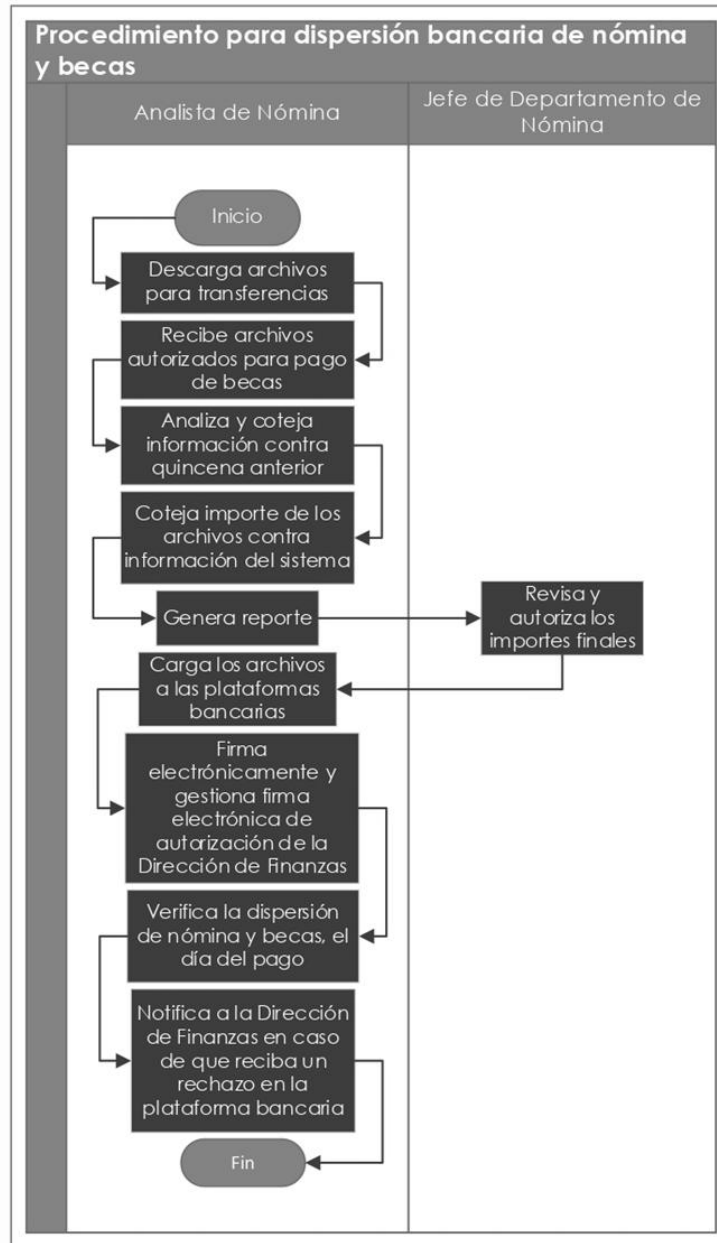 Procedimiento para dispersión bancaria de nómina
y becas
Analista de Nómina
Jefe de Departamento de
Nómina
Inicio
Descarga archivos
para transferencias
Recibe archivos
autorizados para pago
de becas
Analiza y coteja
información contra
quincena anterior
Coteja importe de los
archivos contra
información del sistema
Genera reporte
Revisa y
autoriza los
importes finales
Carga los archivos
a las plataformas
bancarias
Firma
electrónicamente y
gestiona firma
electrónica de
autorización de la
Dirección de Finanzas
Verifica la dispersión
de nómina y becas, el
día del pago
Notifica a la Dirección
de Finanzas en caso
de que reciba un
rechazo en la
plataforma bancaria
Fin